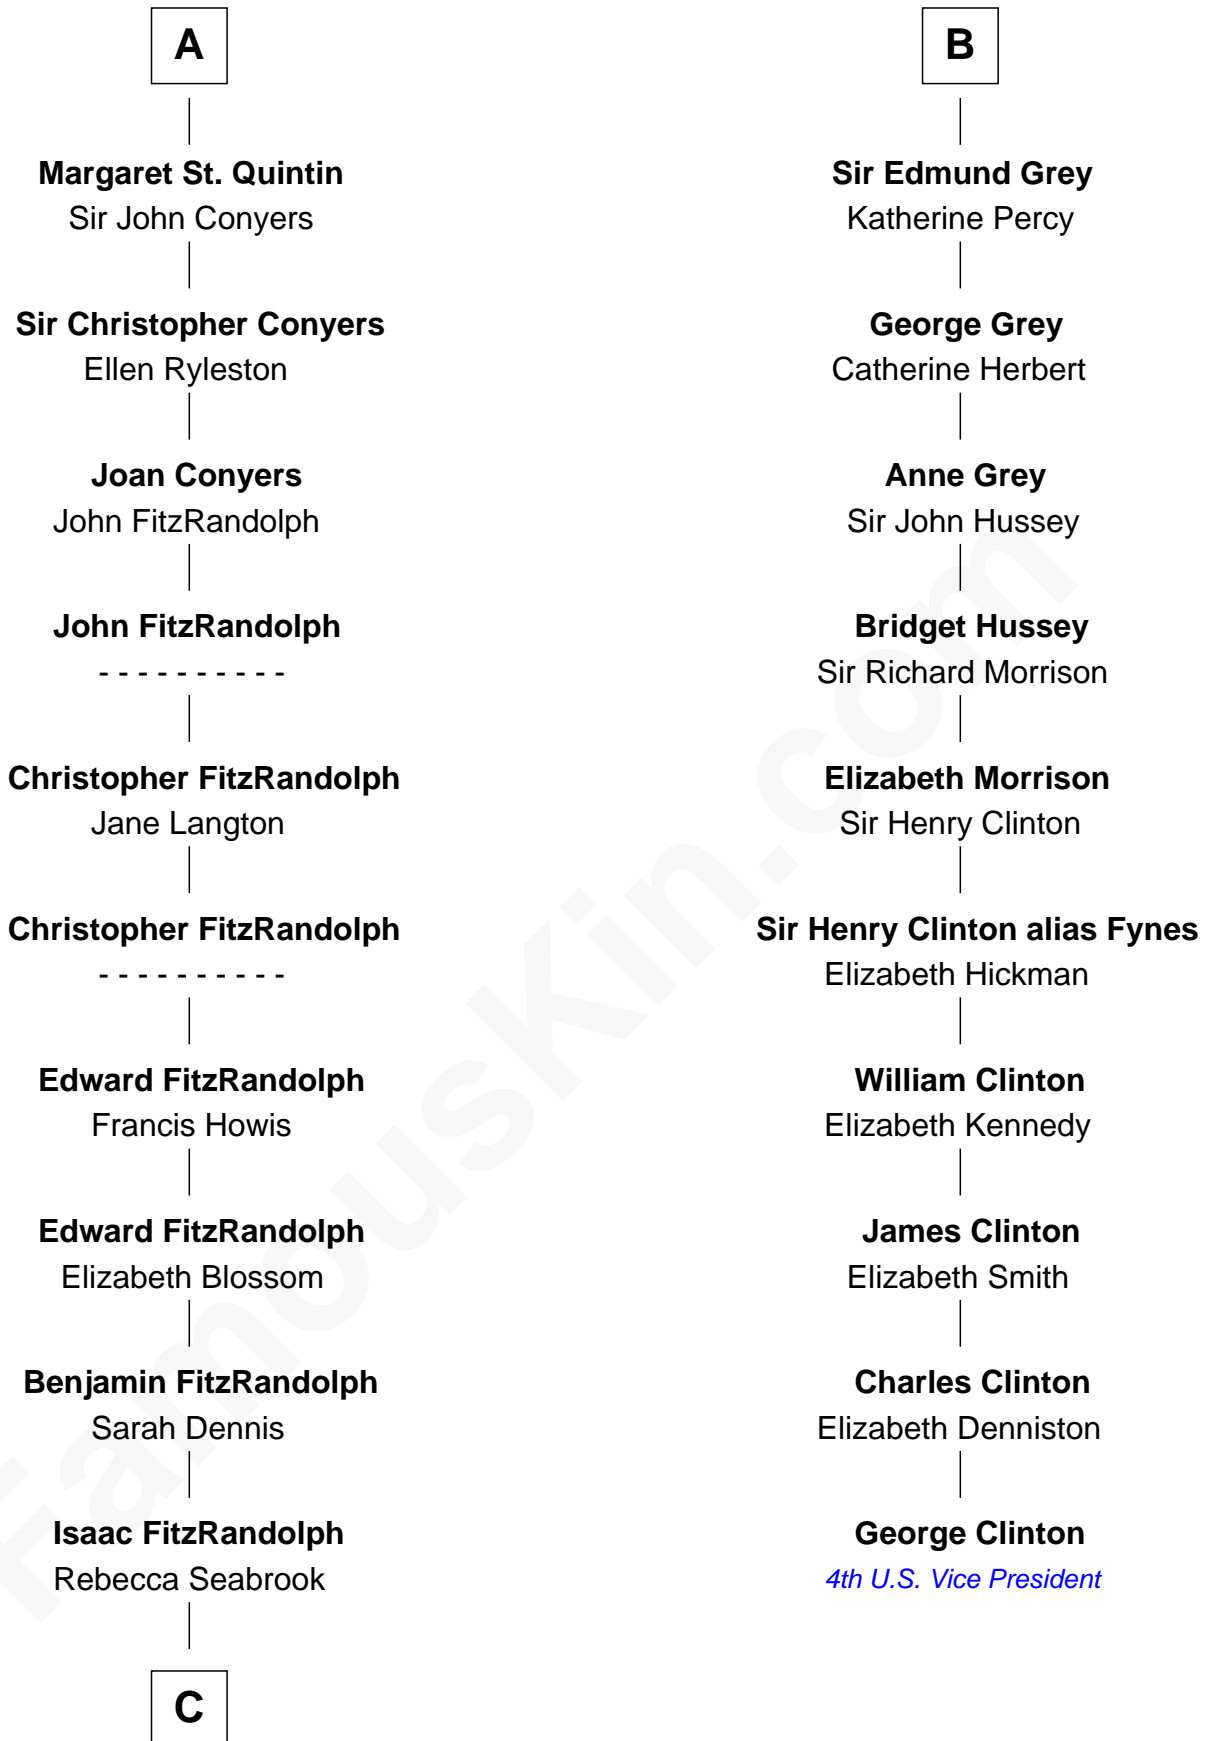 A
Margaret St. Quintin
Sir John Conyers
Sir Christopher Conyers
Ellen Ryleston
Joan Conyers
John FitzRandolph
John FitzRandolph
- - - - - - - - - -
Christopher FitzRandolph
Jane Langton
Christopher FitzRandolph
- - - - - - - - - -
Edward FitzRandolph
Francis Howis
Edward FitzRandolph
Elizabeth Blossom
Benjamin FitzRandolph
Sarah Dennis
Isaac FitzRandolph
Rebecca Seabrook
C
B
Sir Edmund Grey
Katherine Percy
George Grey
Catherine Herbert
Anne Grey
Sir John Hussey
Bridget Hussey
Sir Richard Morrison
Elizabeth Morrison
Sir Henry Clinton
Sir Henry Clinton alias Fynes
Elizabeth Hickman
William Clinton
Elizabeth Kennedy
James Clinton
Elizabeth Smith
Charles Clinton
Elizabeth Denniston
George Clinton
4th U.S. Vice President
FamousKin.com